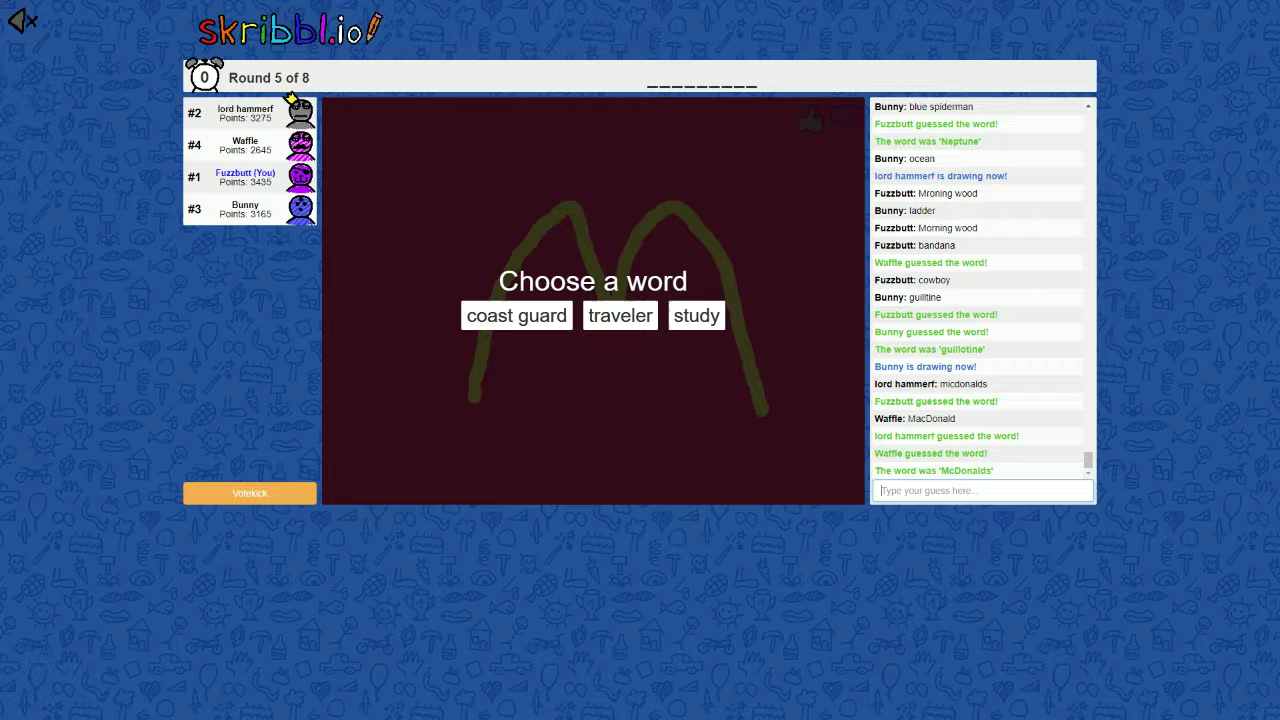 skribbl.io
0
Round 5 of 8
_________
#2
lord hammerf
Points: 3275
#4
Waffle
Points: 2645
#1
Fuzzbutt (You)
Points: 3435
#3
Bunny
Points: 3165
Votekick
Choose a word
coast guard
traveler
study
Bunny: blue spiderman
Fuzzbutt guessed the word!
The word was 'Neptune'
Bunny: ocean
lord hammerf is drawing now!
Fuzzbutt: Mroning wood
Bunny: ladder
Fuzzbutt: Morning wood
Fuzzbutt: bandana
Waffle guessed the word!
Fuzzbutt: cowboy
Bunny: guiltine
Fuzzbutt guessed the word!
Bunny guessed the word!
The word was 'guillotine'
Bunny is drawing now!
lord hammerf: micdonalds
Fuzzbutt guessed the word!
Waffle: MacDonald
lord hammerf guessed the word!
Waffle guessed the word!
The word was 'McDonalds'
Type your guess here...